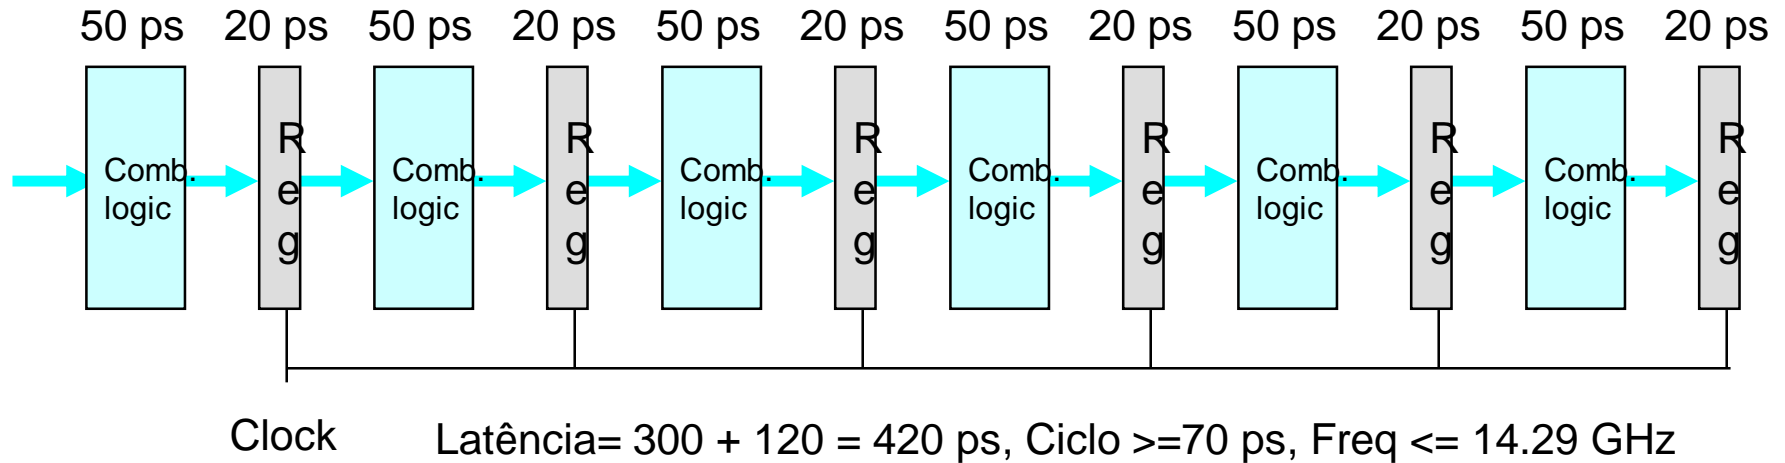 50 ps 20 ps 50 ps 20 ps 50 ps 20 ps 50 ps 20 ps 50 ps 20 ps 50 ps 20 ps
Comb.
logic
R
e
g
Comb.
logic
R
e
g
Comb.
logic
R
e
g
Comb.
logic
R
e
g
Comb.
logic
R
e
g
Comb.
logic
R
e
g
Clock
Latência= 300 + 120 = 420 ps, Ciclo >=70 ps, Freq <= 14.29 GHz